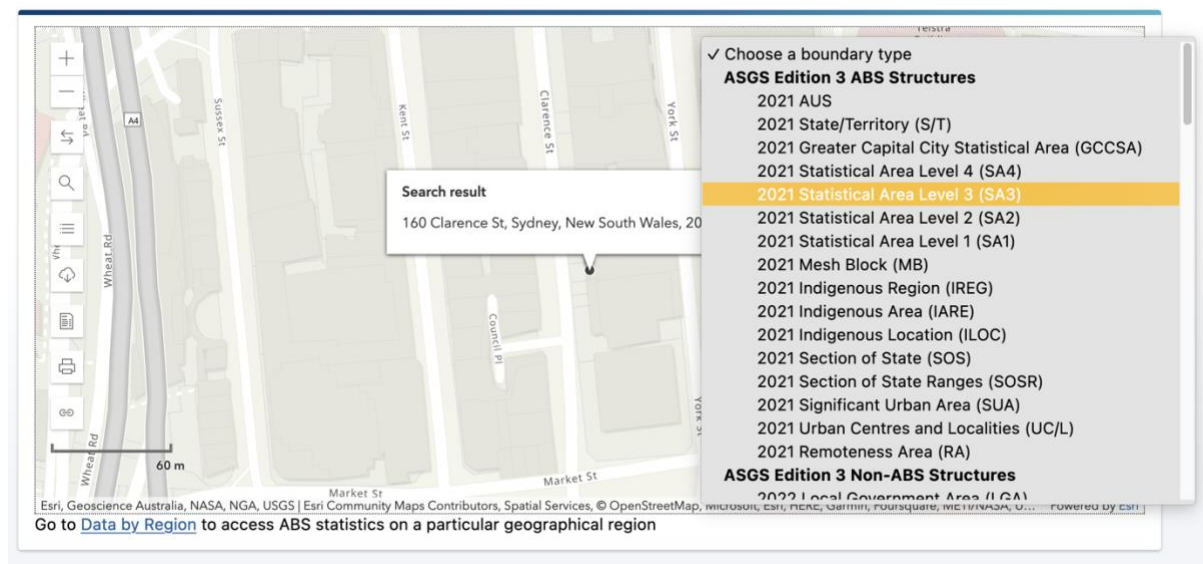 Telstra
✓ Choose a boundary type
ASGS Edition 3 ABS Structures
2021 AUS
2021 State/Territory (S/T)
2021 Greater Capital City Statistical Area (GCCSA)
2021 Statistical Area Level 4 (SA4)
2021 Statistical Area Level 3 (SA3)
2021 Statistical Area Level 2 (SA2)
2021 Statistical Area Level 1 (SA1)
2021 Mesh Block (MB)
2021 Indigenous Region (IREG)
2021 Indigenous Area (IARE)
2021 Indigenous Location (ILOC)
2021 Section of State (SOS)
2021 Section of State Ranges (SOSR)
2021 Significant Urban Area (SUA)
2021 Urban Centres and Localities (UC/L)
2021 Remoteness Area (RA)
ASGS Edition 3 Non-ABS Structures
2022 Local Government Area (LGA)
A4
Sussex St
Kent St
Clarence St
York St
Search result
160 Clarence St, Sydney, New South Wales, 20
Wheat Rd
Council Pl
York St
Wheat Rd
60 m
Market St
Market St
Esri, Geoscience Australia, NASA, NGA, USGS | Esri Community Maps Contributors, Spatial Services, © OpenStreetMap, Microsoft, Esri, HERE, Garmin, Foursquare, METI/NASA, U... Powered by Esri
Go to Data by Region to access ABS statistics on a particular geographical region